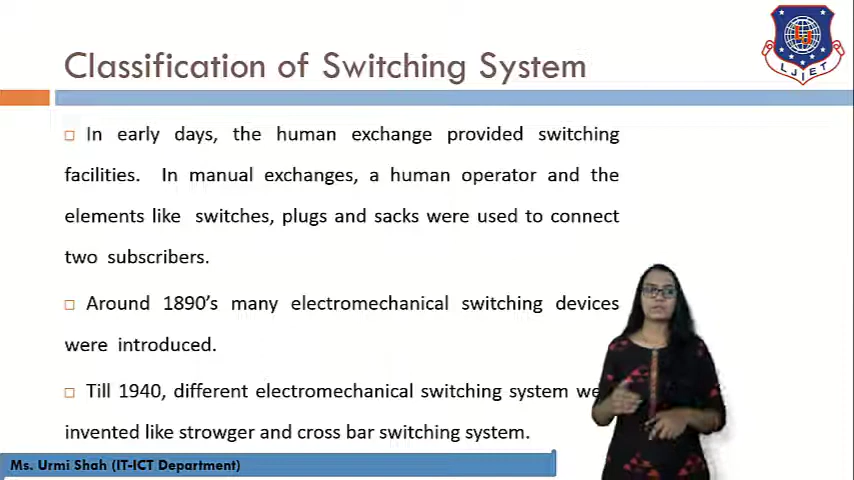 Classification of Switching System
LJIET
In early days, the human exchange provided switching
facilities. In manual exchanges, a human operator and the
elements like switches, plugs and sacks were used to connect
two subscribers.
Around 1890's many electromechanical switching devices
were introduced.
Till 1940, different electromechanical switching system we
invented like strowger and cross bar switching system.
Ms. Urmi Shah (IT-ICT Department)